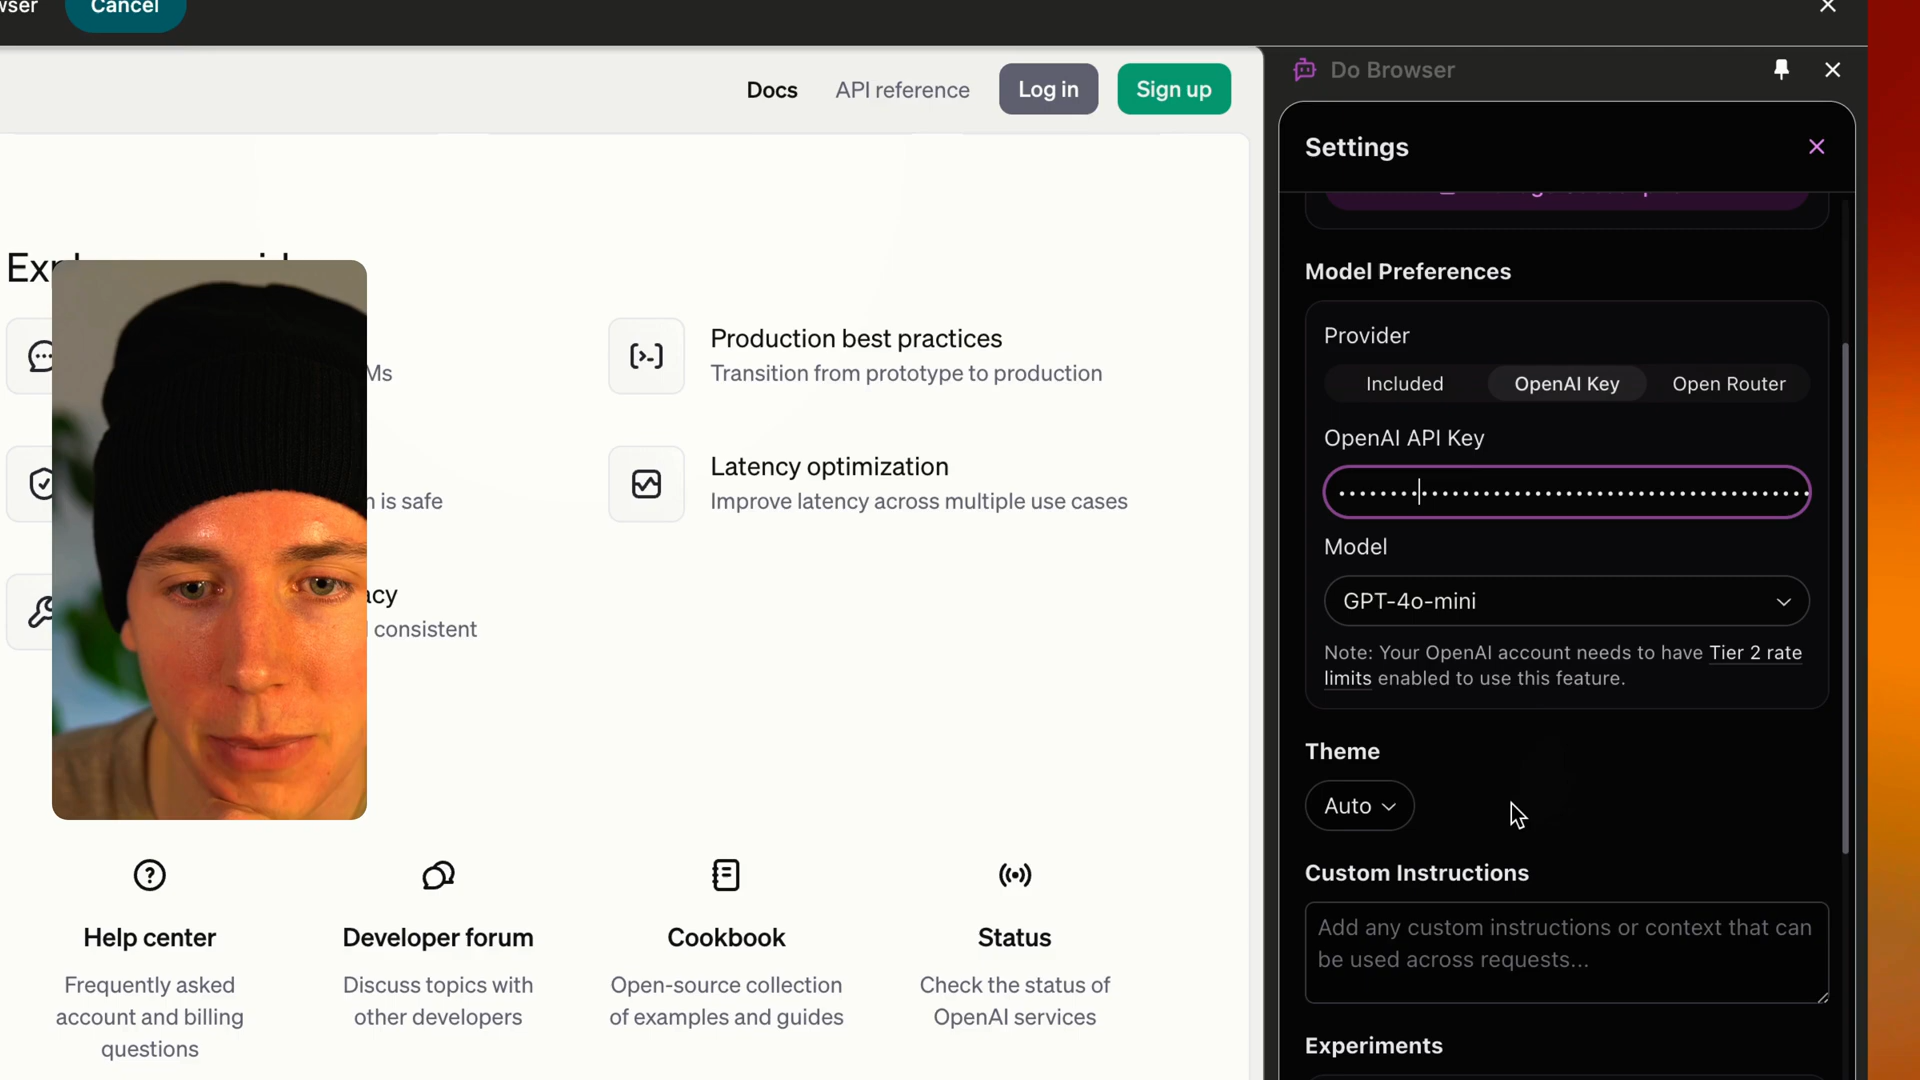 Cancel
Docs
API reference
Log in
Sign up
Production best practices
Transition from prototype to production
Latency optimization
is safe
Improve latency across multiple use cases
consistent
Help center
Frequently asked
account and billing
questions
Developer forum
Discuss topics with
other developers
Cookbook
Open-source collection
of examples and guides
Status
Check the status of
OpenAI services
Do Browser
Settings
Model Preferences
Provider
Included
OpenAI Key
Open Router
OpenAI API Key
Model
GPT-4o-mini
Note: Your OpenAI account needs to have Tier 2 rate
limits enabled to use this feature.
Theme
Auto
Custom Instructions
Add any custom instructions or context that can
be used across requests...
Experiments